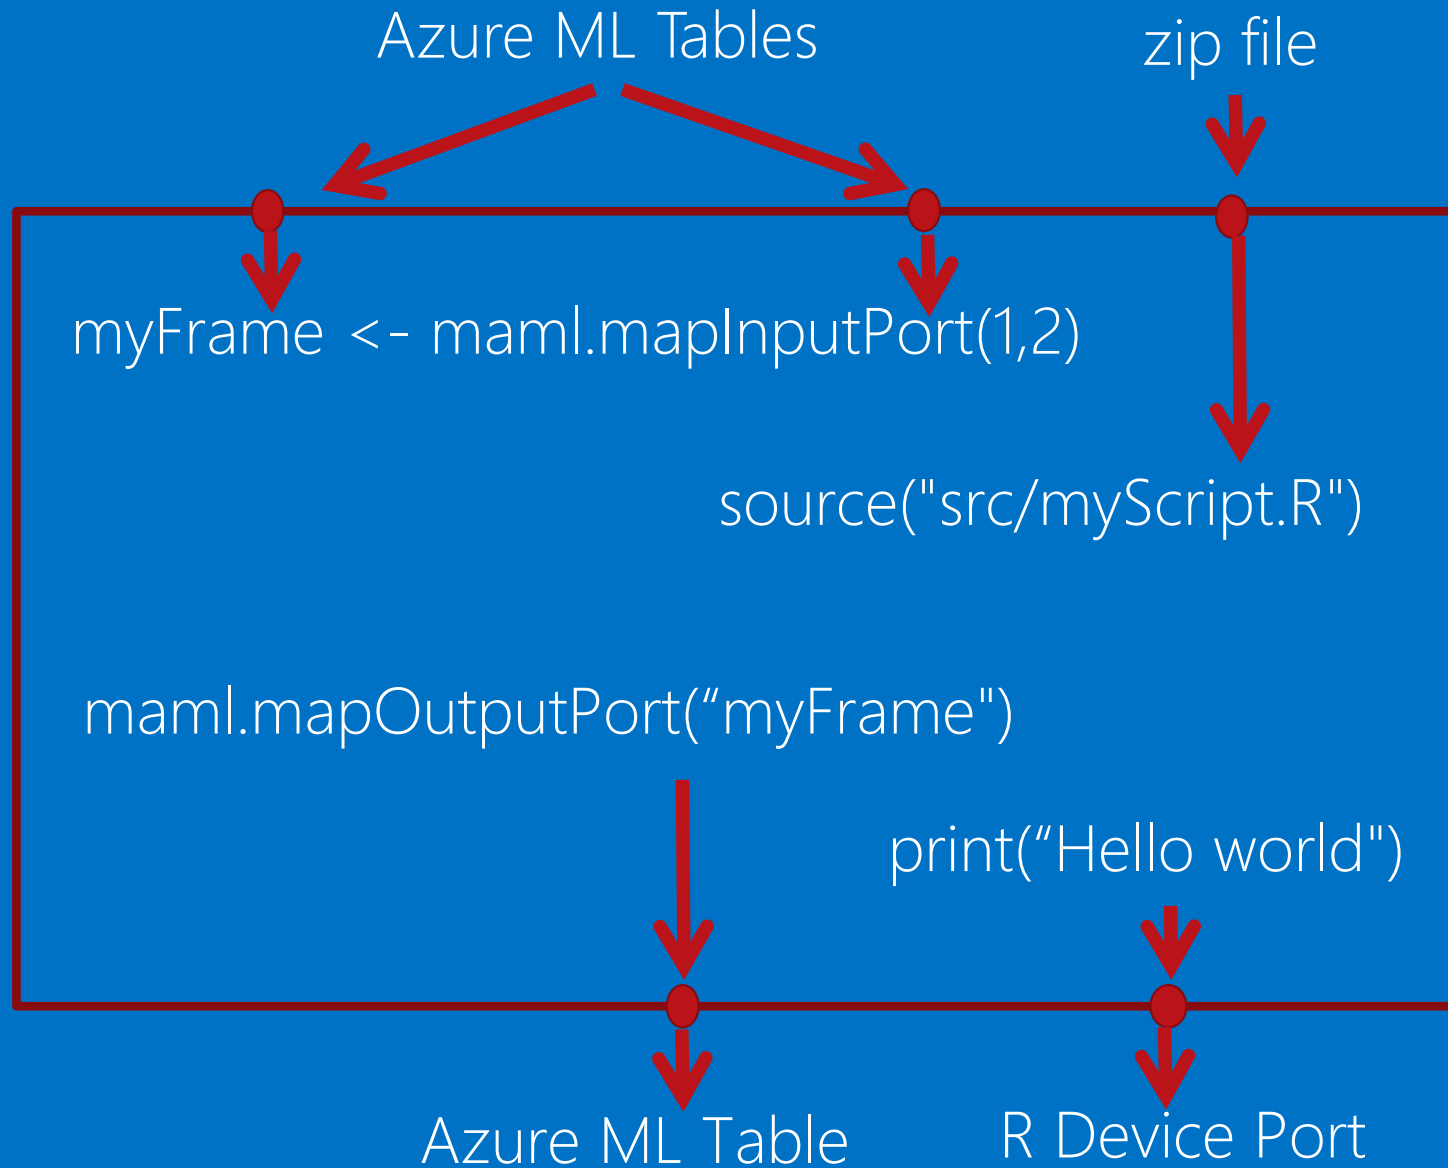 Azure ML Tables
zip file
myFrame <- maml.mapInputPort(1,2)
source("src/myScript.R")
maml.mapOutputPort(“myFrame")
print(“Hello world")
Azure ML Table
R Device Port